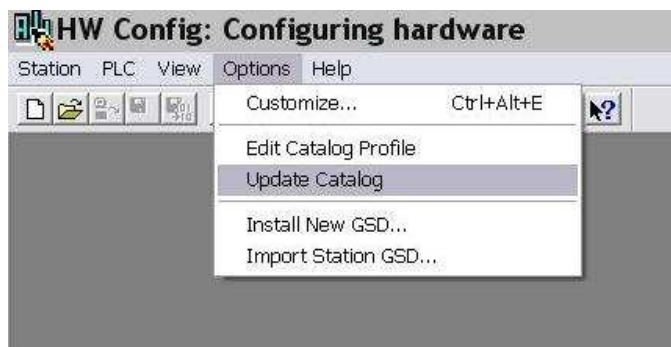 HW Config: Configuring hardware
Station PLC View Options Help
Customize... Ctrl+Alt+E
Edit Catalog Profile
Update Catalog
Install New GSD...
Import Station GSD...